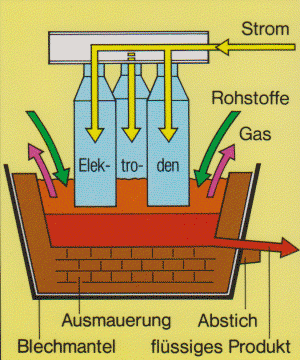 Strom
Rohstoffe
Gas
Elek- tro- den
Ausmauerung
Abstich
Blechmantel
flüssiges Produkt